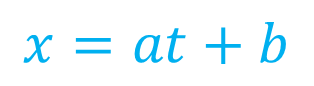 x = at + b